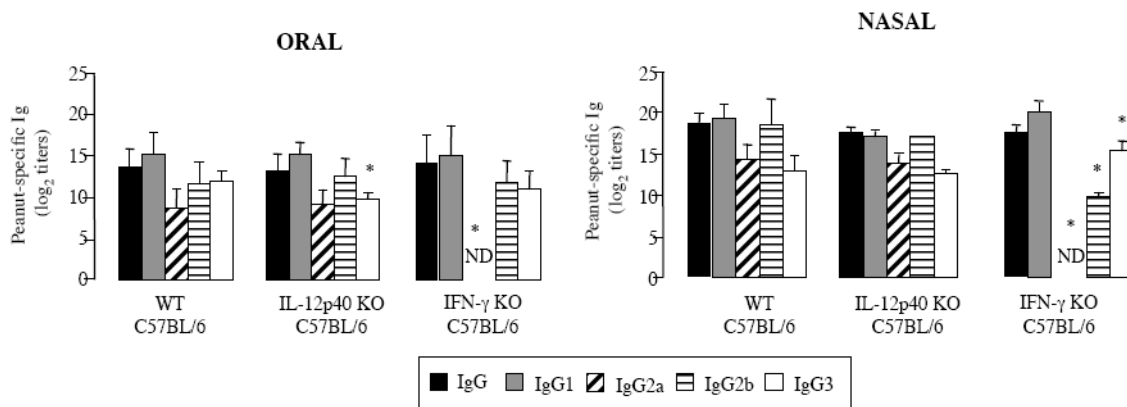 ORAL
Peanut-specific Ig
(log2 titers)
25
20
15
10
5
0
*
*
ND
WT
C57BL/6
IL-12p40 KO
C57BL/6
IFN-γ KO
C57BL/6
NASAL
Peanut-specific Ig
(log2 titers)
25
20
15
10
5
0
*
*
*
ND
WT
C57BL/6
IL-12p40 KO
C57BL/6
IFN-γ KO
C57BL/6
IgG IgG1 IgG2a IgG2b IgG3